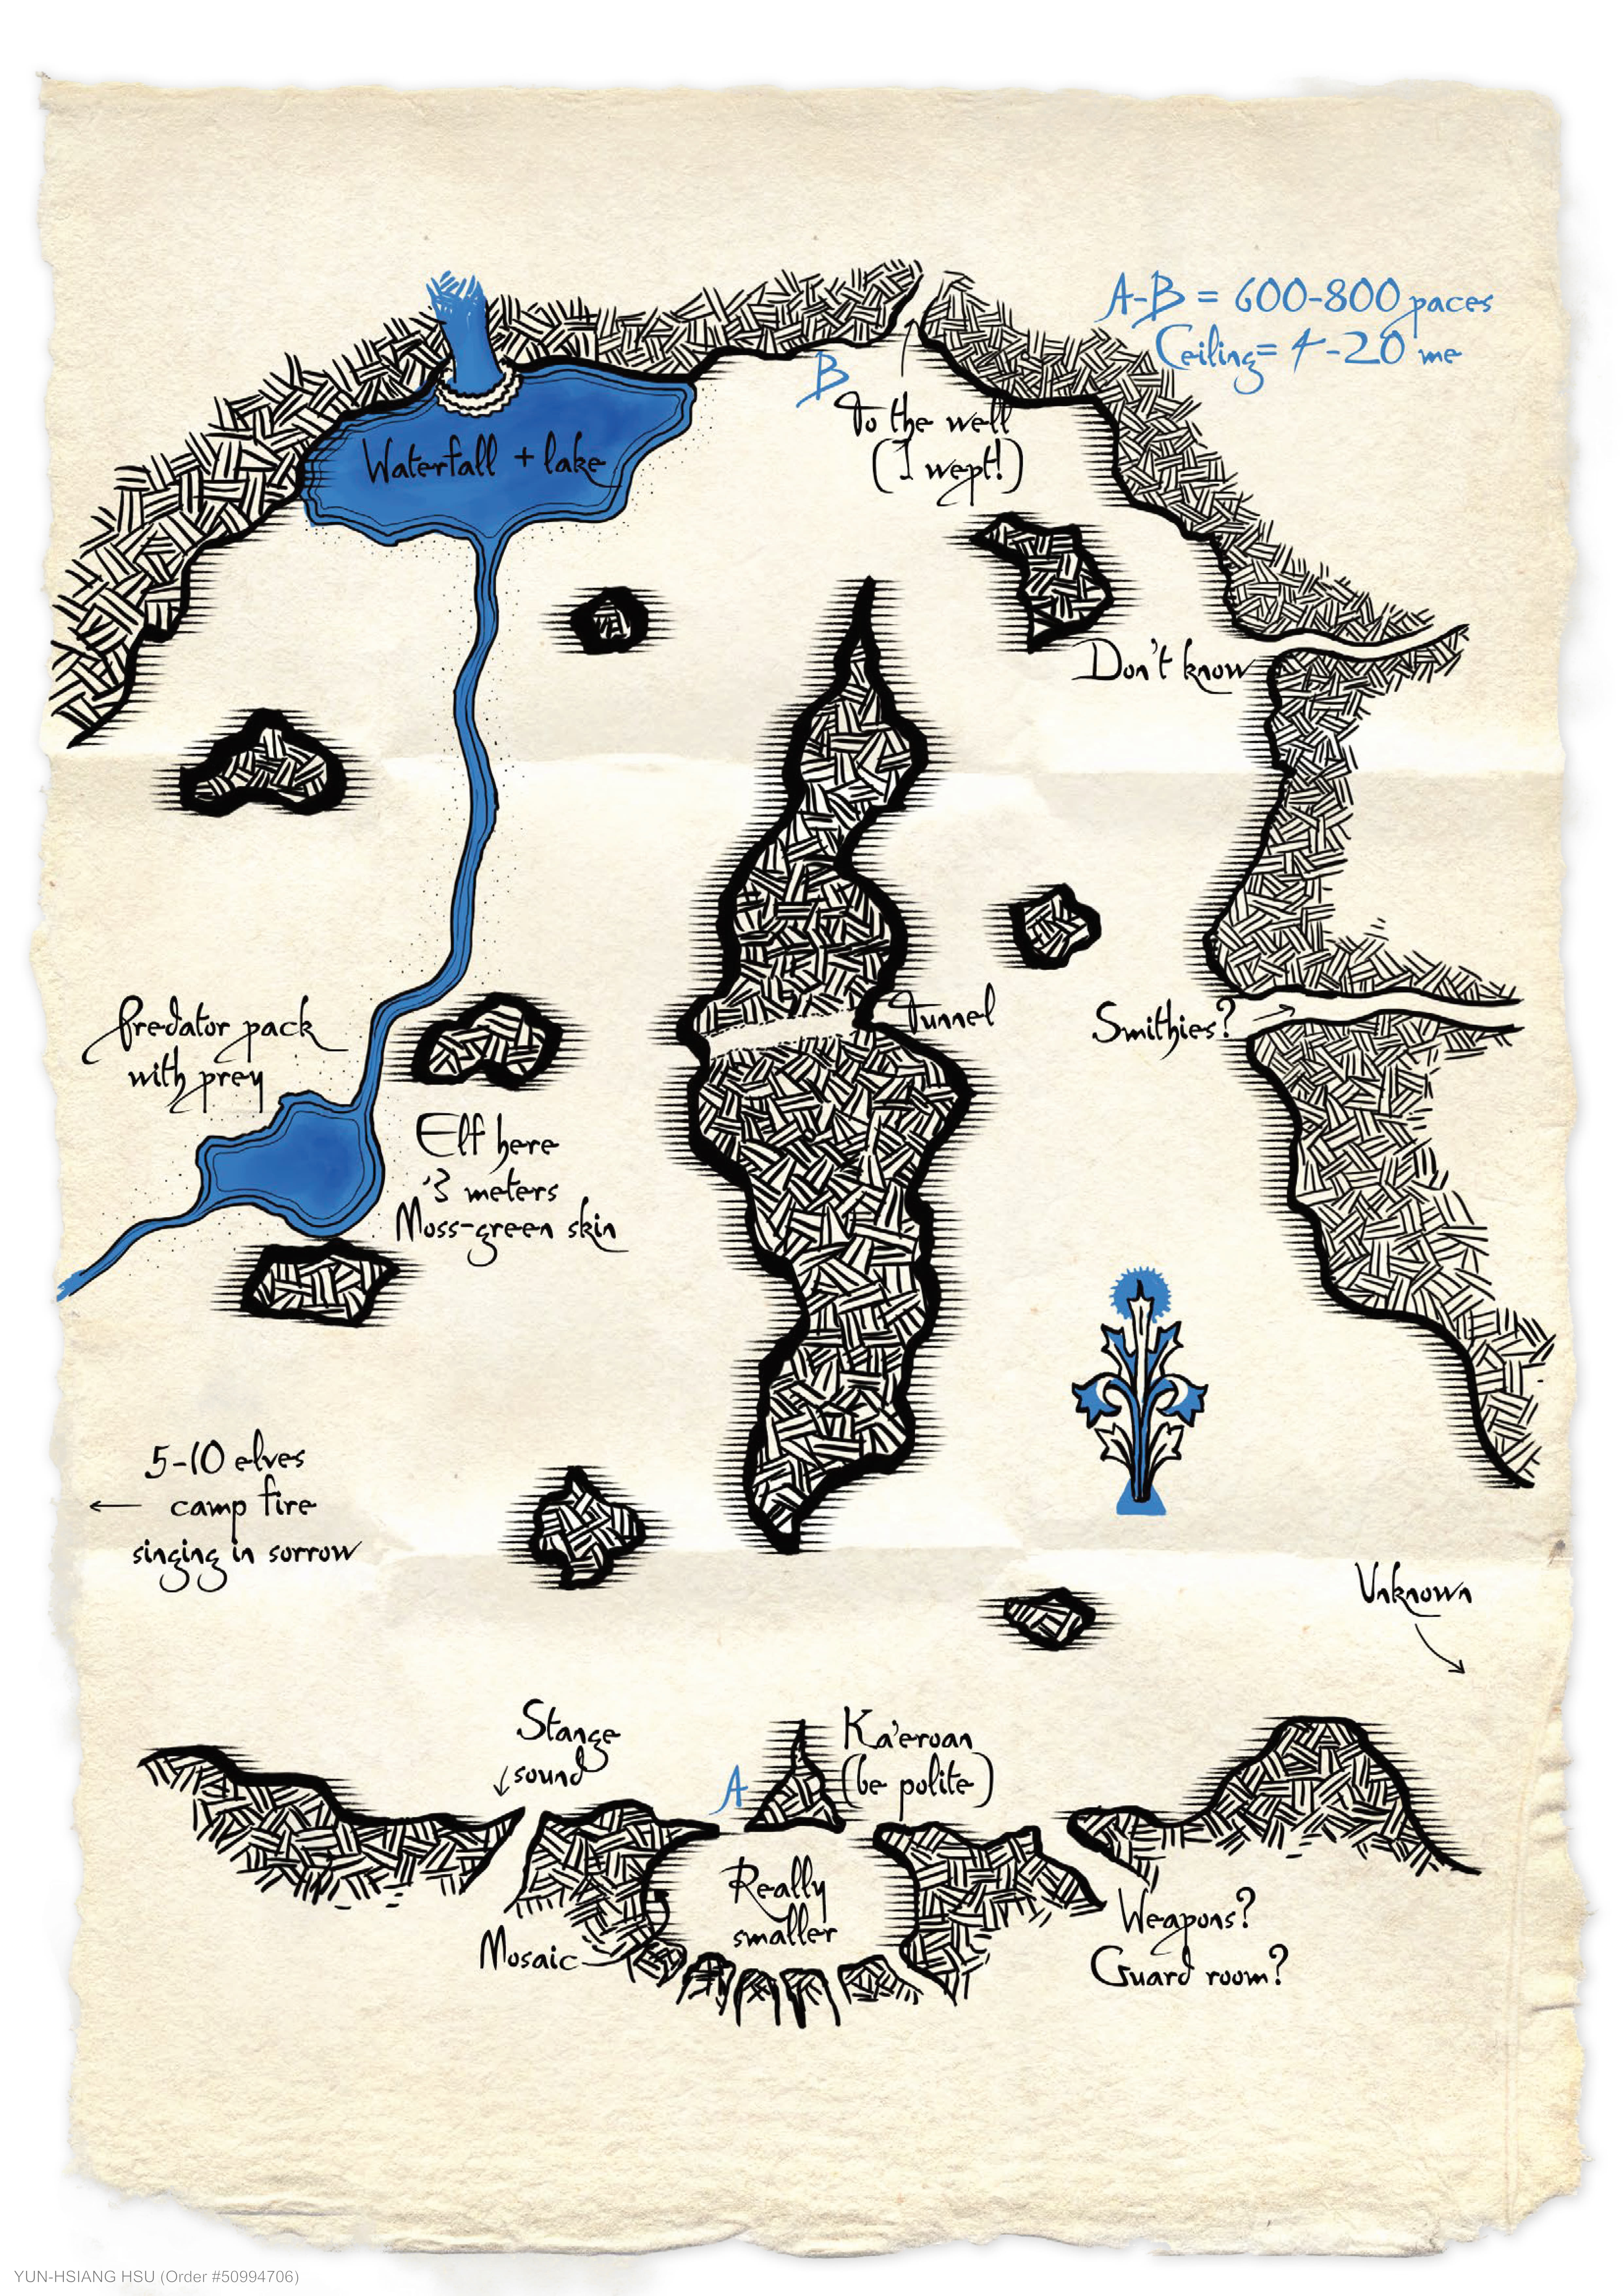 A-B = 600-800 paces
Ceiling= 4-20 me
B
To the well
(I wept!)
Waterfall + lake
Don't know
Tunnel
Smithies?
Predator pack
with prey
Elf here
'3 meters
Moss-green skin
5-10 elves
camp fire
singing in sorrow
Unknown
Stange
sound
A
Ka'eroan
(be polite)
Really
smaller
Mosaic
Weapons?
Guard room?
YUN-HSIANG HSU (Order #50994706)